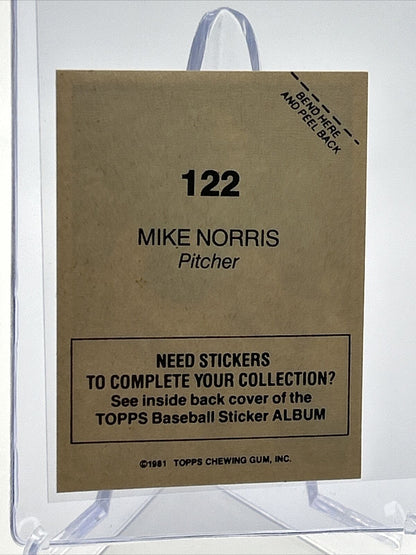 BEND HERE
AND PEEL BACK
122
MIKE NORRIS
Pitcher
NEED STICKERS
TO COMPLETE YOUR COLLECTION?
See inside back cover of the
TOPPS Baseball Sticker ALBUM
©1981 TOPPS CHEWING GUM, INC.